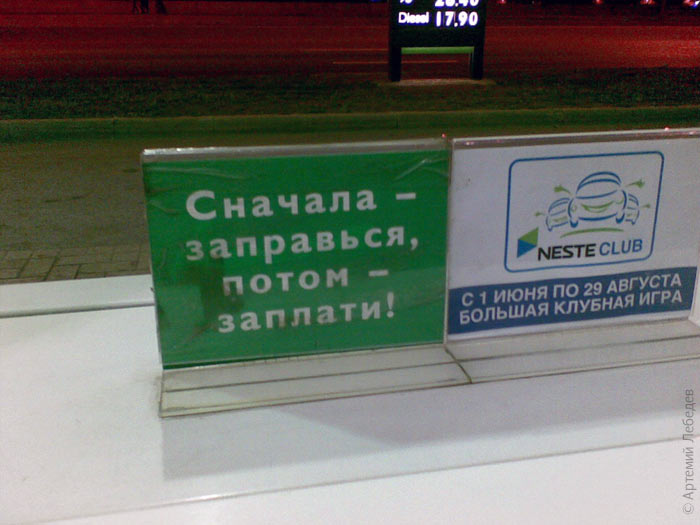 Diesel 17.90
Сначала –
заправься,
потом –
заплати!
NESTE CLUB
С 1 ИЮНЯ ПО 29 АВГУСТА
БОЛЬШАЯ КЛУБНАЯ ИГРА
© Артемий Лебедев